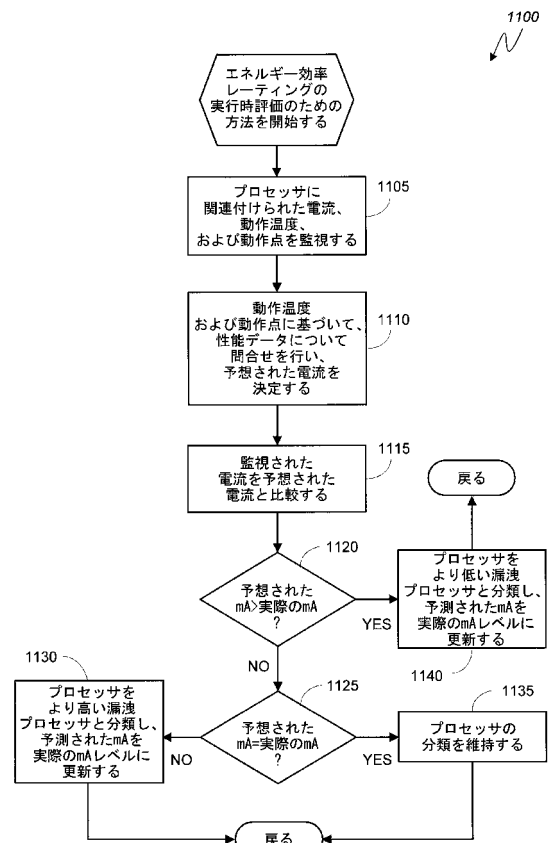 1100
エネルギー効率
レーティングの
実行時評価のための
方法を開始する
1105
プロセッサに
関連付けられた電流、
動作温度、
および動作点を監視する
1110
動作温度
および動作点に基づいて、
性能データについて
問合せを行い、
予想された電流を
決定する
1115
監視された
電流を予想された
電流と比較する
戻る
1120
予想された
mA>実際のmA
?
YES
プロセッサを
より低い漏洩
プロセッサと分類し、
予測されたmAを
実際のmAレベルに
更新する
1140
NO
1130
プロセッサを
より高い漏洩
プロセッサと分類し、
予測されたmAを
実際のmAレベルに
更新する
NO
1125
予想された
mA=実際のmA
?
YES
1135
プロセッサの
分類を維持する
戻る